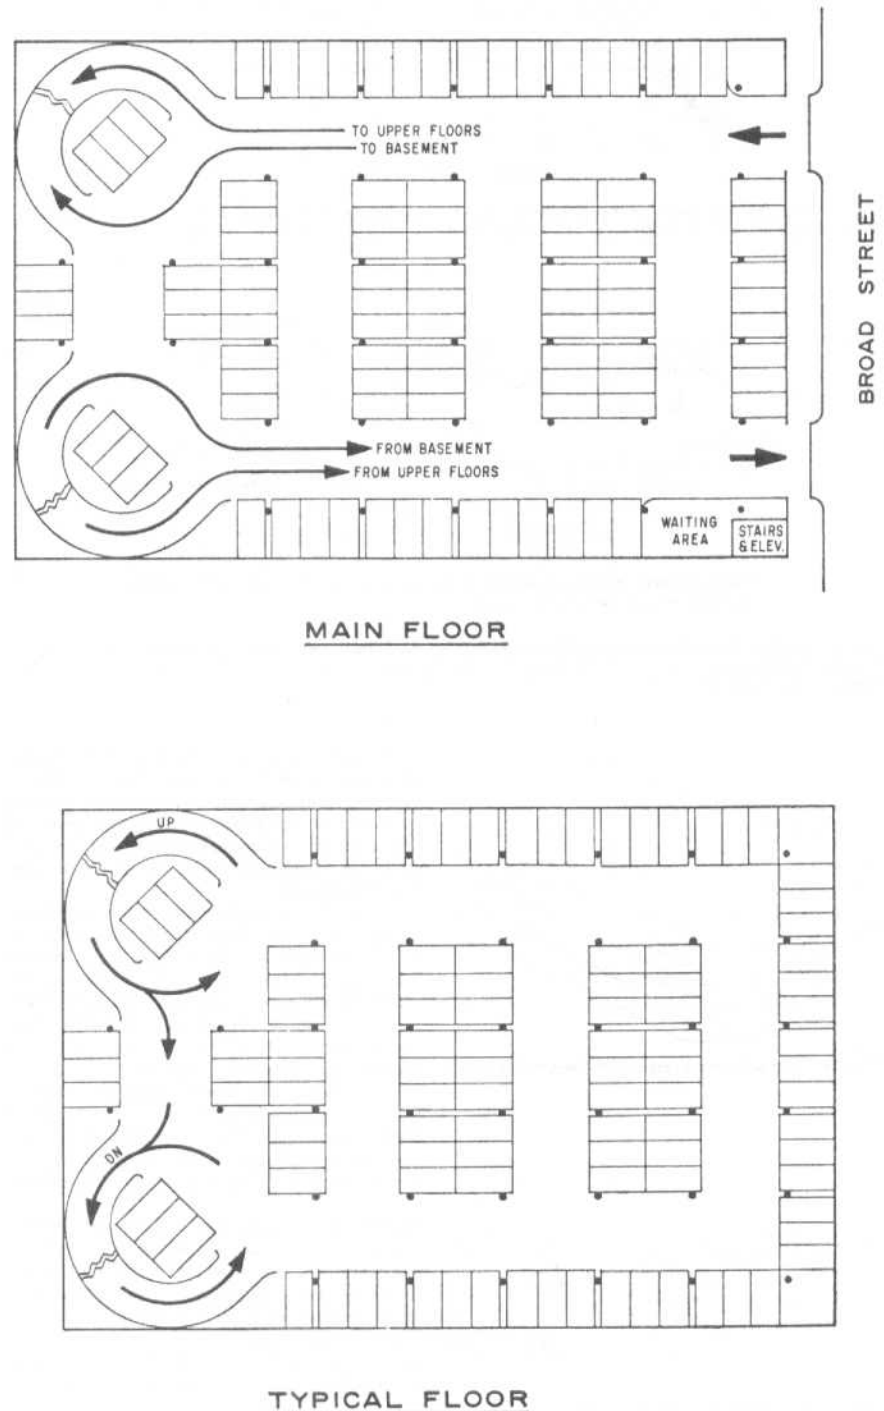 TO UPPER FLOORS
TO BASEMENT
BROAD STREET
FROM BASEMENT
FROM UPPER FLOORS
WAITING
AREA
STAIRS
& ELEV.
MAIN FLOOR
UP
DN
TYPICAL FLOOR